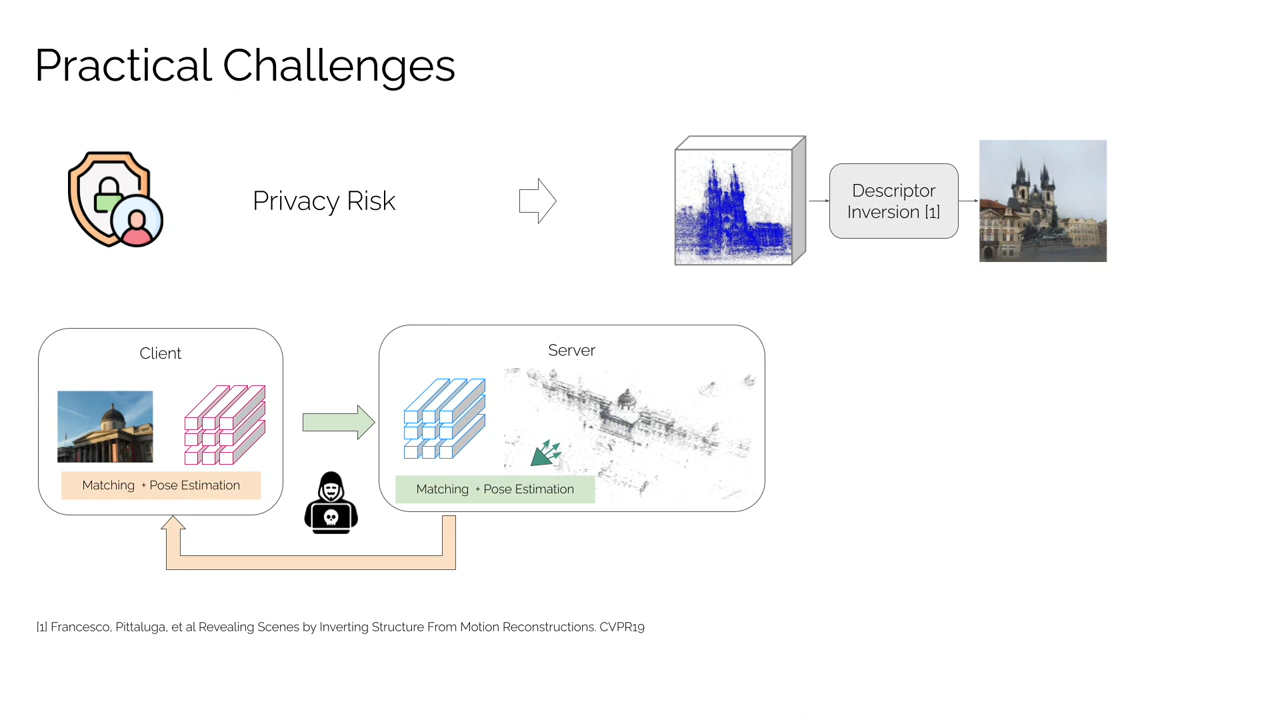 Practical Challenges
Privacy Risk
Descriptor
Inversion [1]
Client
Server
Matching + Pose Estimation
Matching + Pose Estimation
[1] Francesco, Pittaluga, et al Revealing Scenes by Inverting Structure From Motion Reconstructions. CVPR19